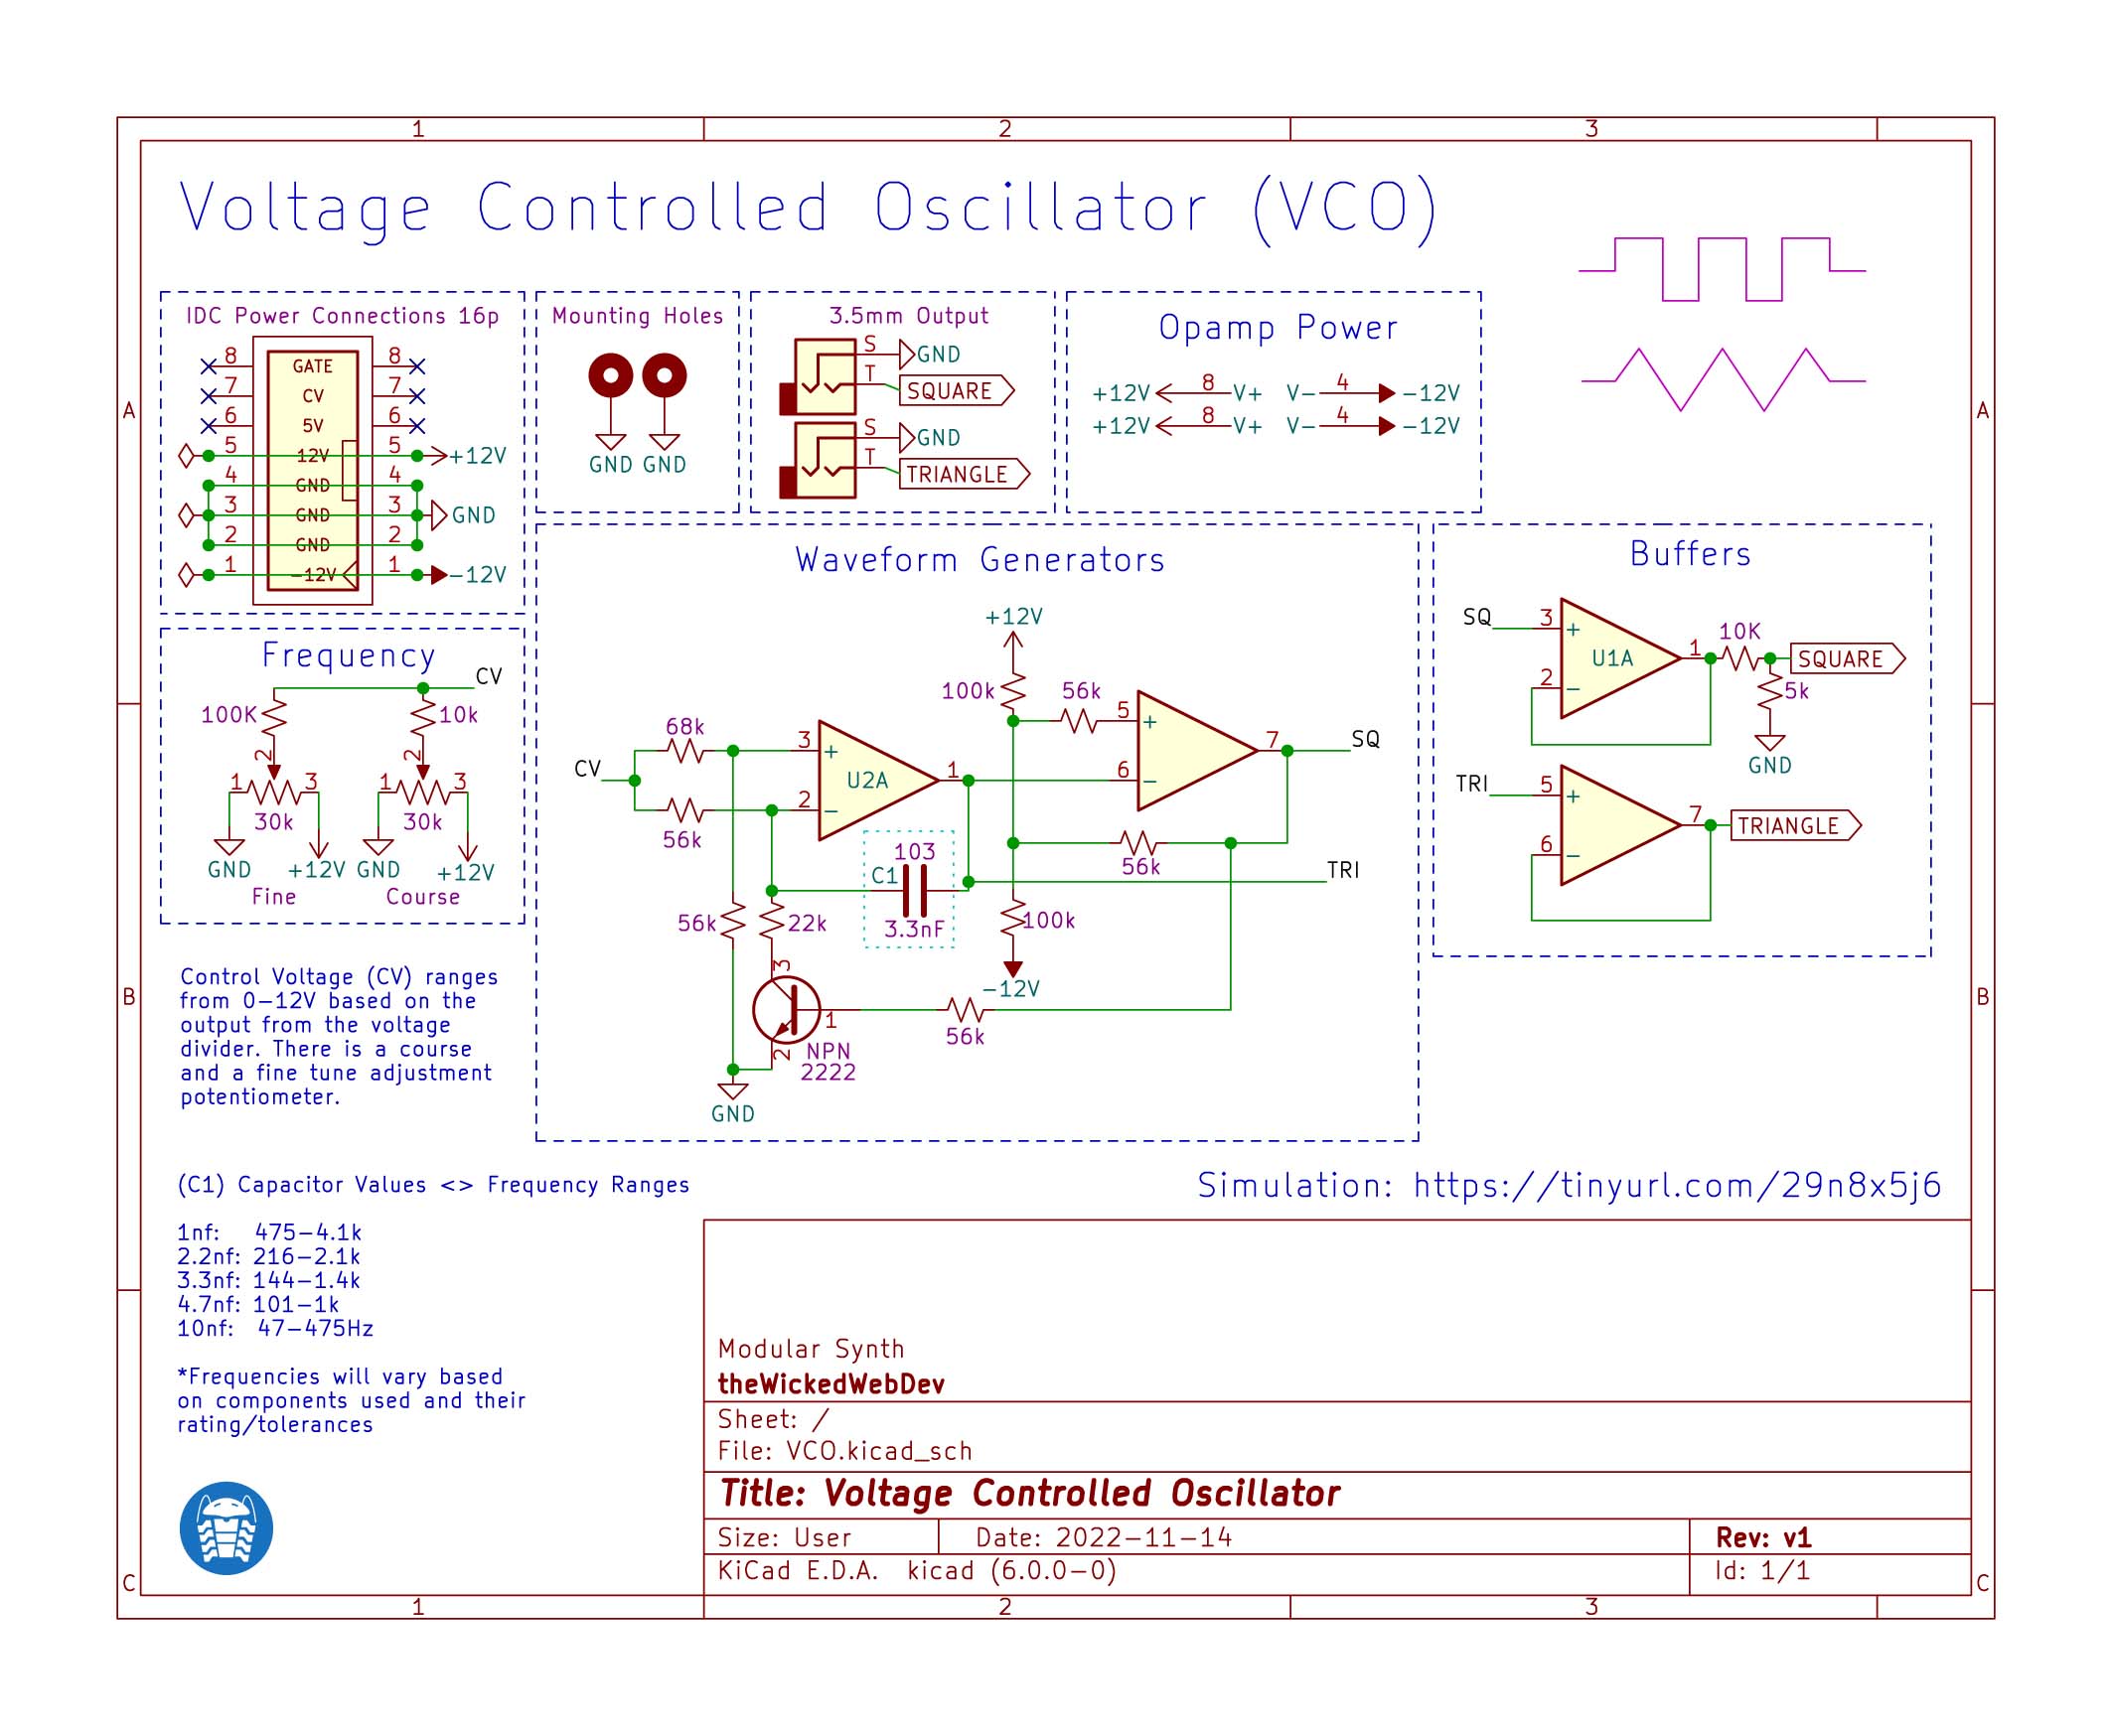 1 2 3
A A
B B
C C
1 2 3
Voltage Controlled Oscillator (VCO)
IDC Power Connections 16p
8 GATE 8
7 CV 7
6 5V 6
5 12V 5 +12V
4 GND 4
3 GND 3 GND
2 GND 2
1 -12V 1 -12V
Mounting Holes
GND GND
3.5mm Output
S GND
T SQUARE
S GND
T TRIANGLE
Opamp Power
+12V 8 V+ V- 4 -12V
+12V 8 V+ V- 4 -12V
Frequency
CV
100K 10k
2 2
1 3 1 3
30k 30k
GND +12V GND +12V
Fine Course
Waveform Generators
+12V
100k 56k
5 +
68k
CV
3 +
U2A 1
2 -
56k
6 -
7 SQ
103
C1
3.3nF
56k
TRI
56k 22k
100k
-12V
3
1
2
56k
NPN
2222
GND
Buffers
SQ 3 +
U1A 1 10K SQUARE
2 -
5k
GND
TRI 5 +
7 TRIANGLE
6 -
Control Voltage (CV) ranges
from 0-12V based on the
output from the voltage
divider. There is a course
and a fine tune adjustment
potentiometer.
(C1) Capacitor Values <> Frequency Ranges
1nf: 475-4.1k
2.2nf: 216-2.1k
3.3nf: 144-1.4k
4.7nf: 101-1k
10nf: 47-475Hz
*Frequencies will vary based
on components used and their
rating/tolerances
Simulation: https://tinyurl.com/29n8x5j6
Modular Synth
theWickedWebDev
Sheet: /
File: VCO.kicad_sch
Title: Voltage Controlled Oscillator
Size: User Date: 2022-11-14 Rev: v1
KiCad E.D.A. kicad (6.0.0-0) Id: 1/1